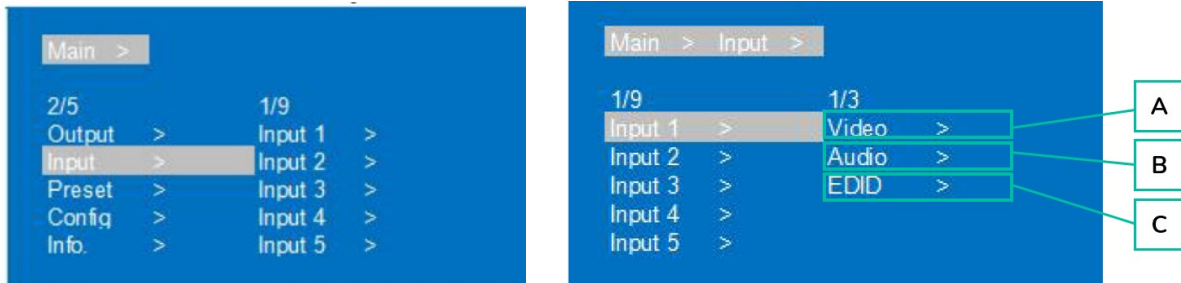 Main >
2/5 1/9
Output > Input 1 >
Input > Input 2 >
Preset > Input 3 >
Config > Input 4 >
Info. > Input 5 >
Main > Input >
1/9 1/3
Input 1 > Video >
Input 2 > Audio >
Input 3 > EDID >
Input 4 >
Input 5 >
A
B
C